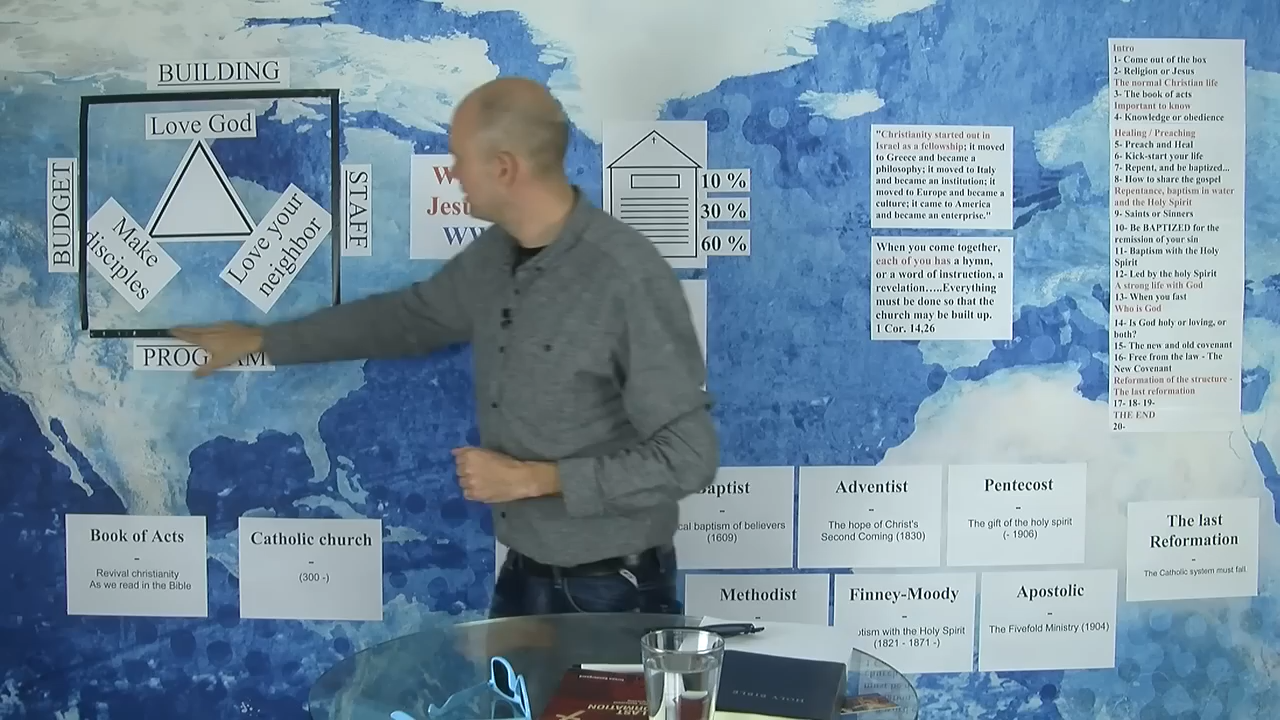 BUILDING
Love God
BUDGET
STAFF
Make
disciples
Love your
neighbor
PROGRAM
W
Jesu
WW
10 %
30 %
60 %
"Christianity started out in
Israel as a fellowship; it moved
to Greece and became a
philosophy; it moved to Italy
and became an institution; it
moved to Europe and became a
culture; it came to America
and became an enterprise."
When you come together,
each of you has a hymn,
or a word of instruction, a
revelation.....Everything
must be done so that the
church may be built up.
1 Cor. 14,26
Intro
1- Come out of the box
2- Religion or Jesus
The normal Christian life
3- The book of acts
Important to know
4- Knowledge or obedience
Healing / Preaching
5- Preach and Heal
6- Kick-start your life
7- Repent, and be baptized...
8- How to share the gospel
Repentance, baptism in water
and the Holy Spirit
9- Saints or Sinners
10- Be BAPTIZED for the
remission of your sin
11- Baptism with the Holy
Spirit
12- Led by the holy Spirit
A strong life with God
13- When you fast
Who is God
14- Is God holy or loving, or
both?
15- The new and old covenant
16- Free from the law - The
New Covenant
Reformation of the structure -
The last reformation
17- 18- 19-
THE END
20-
Book of Acts
-
Revival christianity
As we read in the Bible
Catholic church
-
(300 -)
Baptist
-
cal baptism of believers
(1609)
Adventist
-
The hope of Christ's
Second Coming (1830)
Pentecost
-
The gift of the holy spirit
(- 1906)
The last
Reformation
-
The Catholic system must fall
Methodist
Finney-Moody
-
tism with the Holy Spirit
(1821 - 1871 -)
Apostolic
-
The Fivefold Ministry (1904)
HOLY BIBLE
LAST